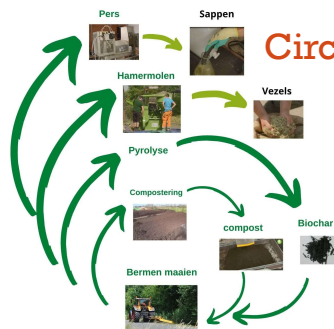 Pers
Sappen
Circ
Hamermolen
Vezels
Pyrolyse
Compostering
compost
Biochar
Bermen maaien